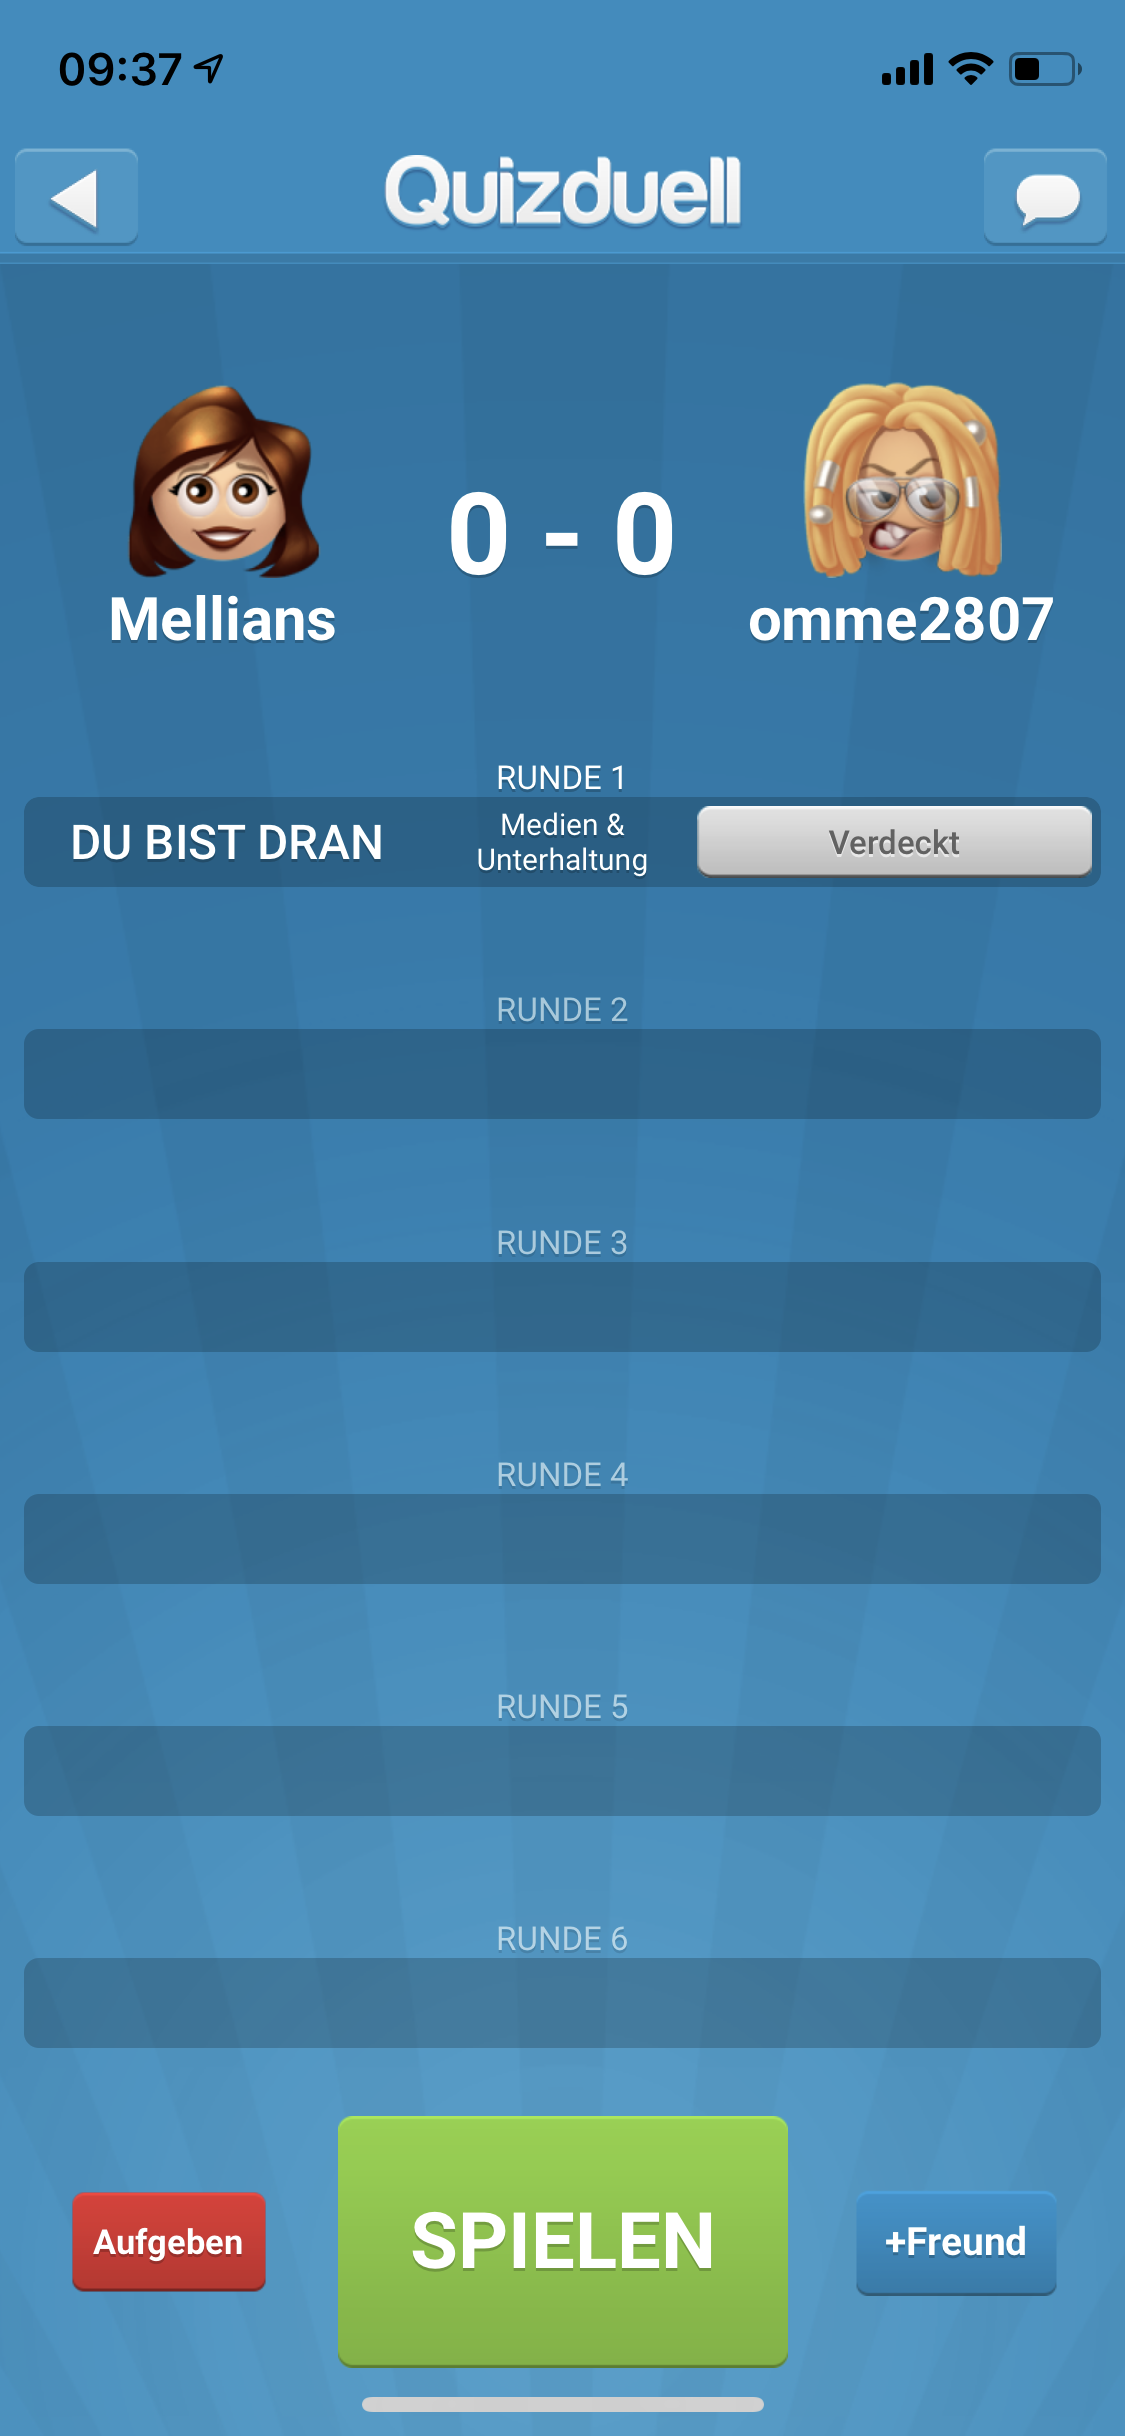 09:37
Quizduell
0 - 0
Mellians
omme2807
RUNDE 1
DU BIST DRAN
Medien &
Unterhaltung
Verdeckt
RUNDE 2
RUNDE 3
RUNDE 4
RUNDE 5
RUNDE 6
Aufgeben
SPIELEN
+Freund